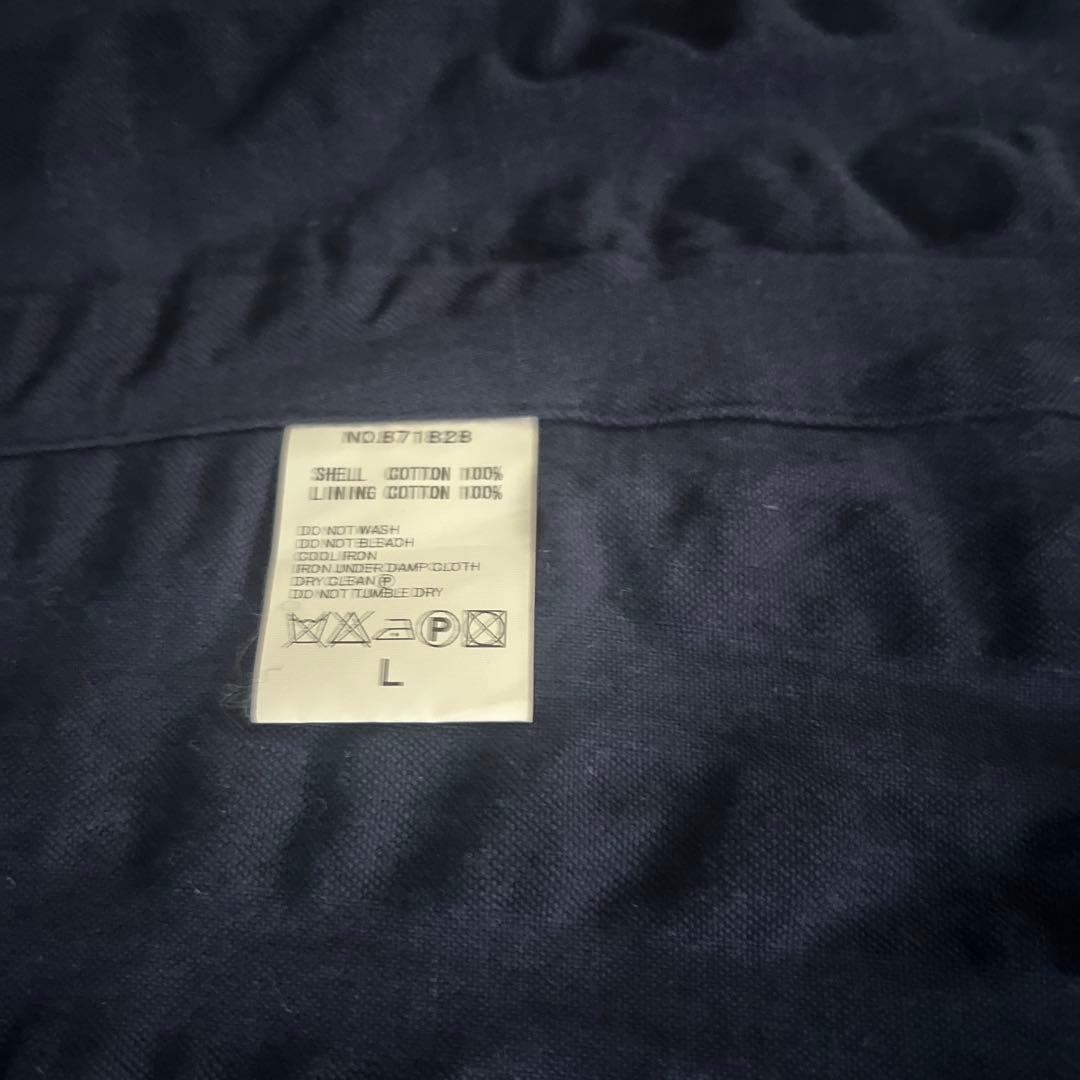 NO.871828
SHELL COTTON 100%
LINING COTTON 100%
DO NOT WASH
DO NOT BLEACH
COOL IRON
IRON UNDER DAMP CLOTH
DRY CLEAN Ⓟ
DO NOT TUMBLE DRY
P
L